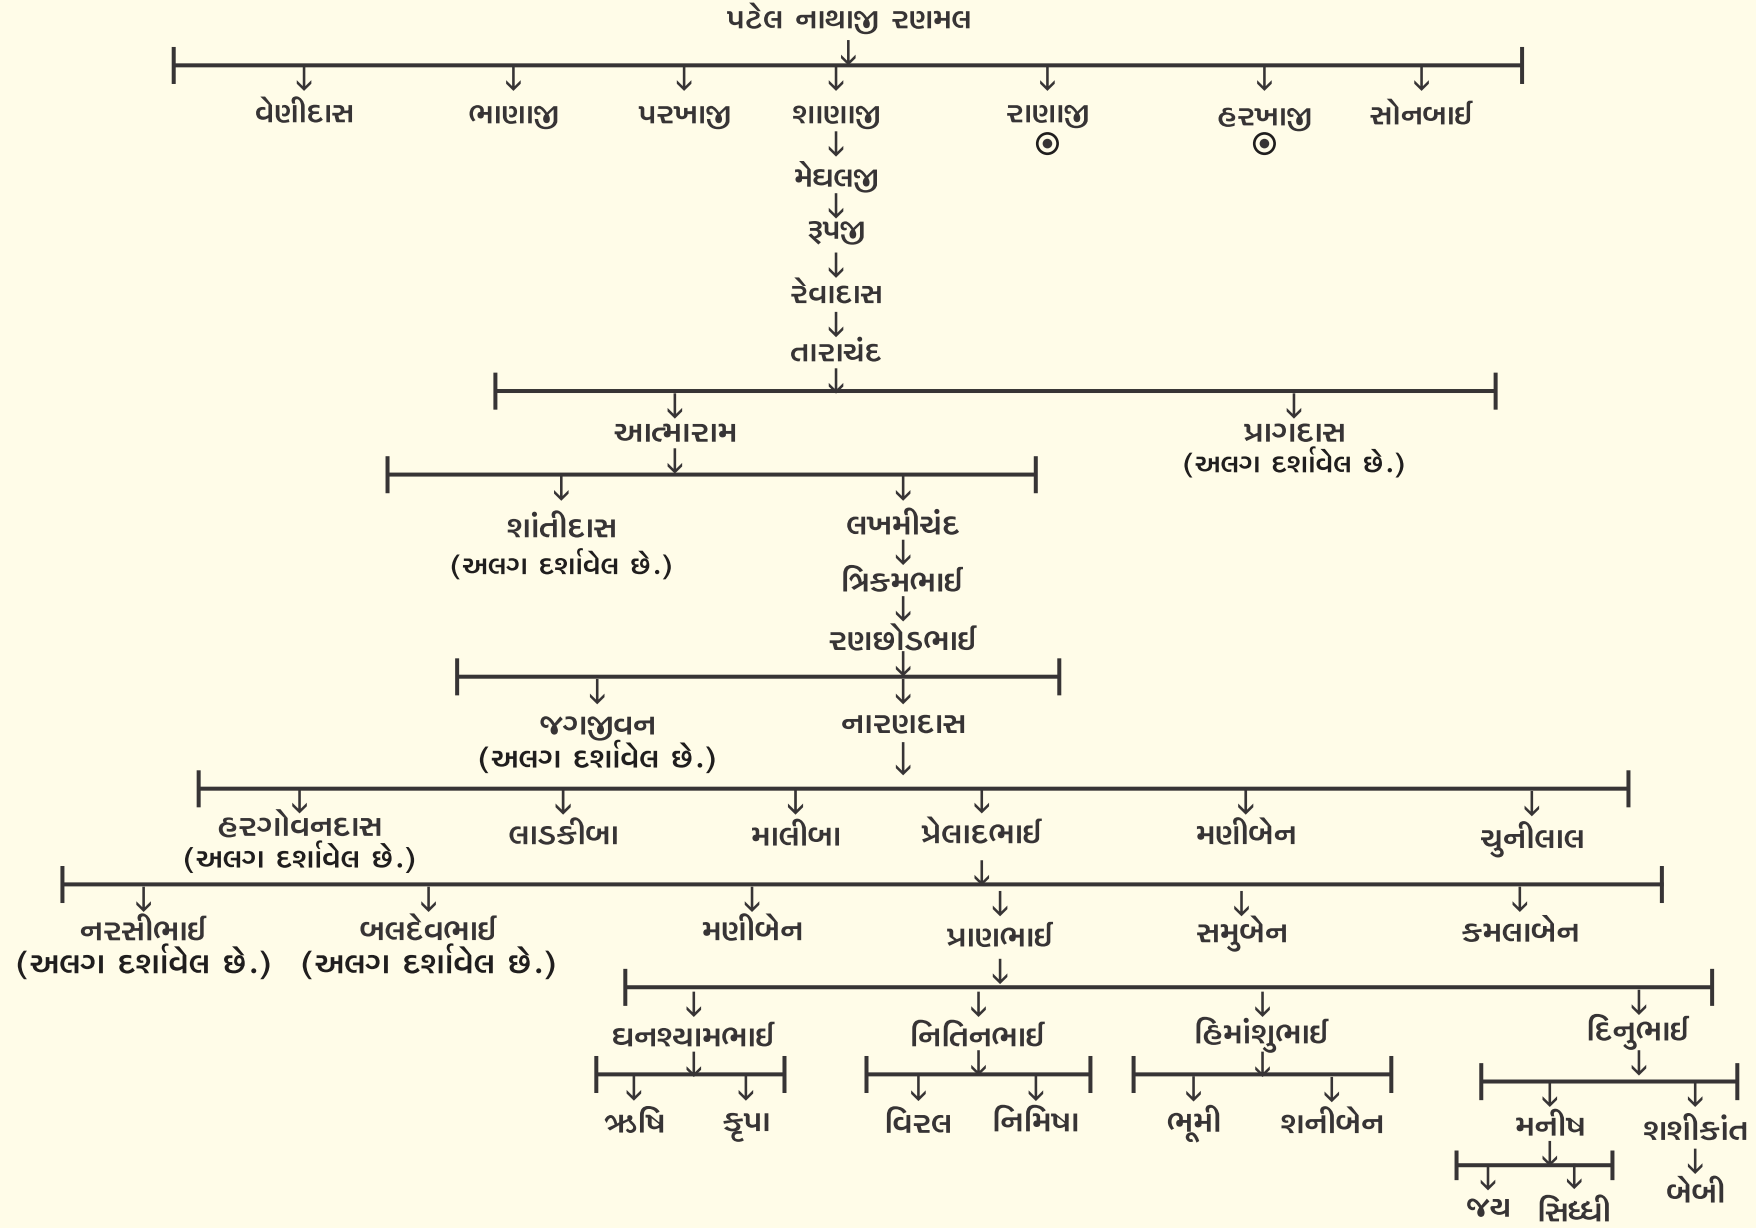 પટેલ નાથાજી રણમલ
વેણીદાસ ભાણાજી પરખાજી શાણાજી રાણાજી હરખાજી સોનબાઈ
મેઘલજી
રૂપજી
રેવાદાસ
તારાચંદ
આત્મારામ પ્રાગદાસ
(અલગ દર્શાવેલ છે.)
શાંતીદાસ લખમીચંદ
(અલગ દર્શાવેલ છે.)
ત્રિકમભાઈ
રણછોડભાઈ
જગજીવન નારણદાસ
(અલગ દર્શાવેલ છે.)
હરગોવનદાસ લાડકીબા માલીબા પ્રેલાદભાઈ મણીબેન ચુનીલાલ
(અલગ દર્શાવેલ છે.)
નરસીભાઈ બલદેવભાઈ મણીબેન પ્રાણભાઈ સમુબેન કમલાબેન
(અલગ દર્શાવેલ છે.) (અલગ દર્શાવેલ છે.)
ઘનશ્યામભાઈ નિતિનભાઈ હિમાંશુભાઈ દિનુભાઈ
ઋષિ કૃપા વિરલ નિમિષા ભૂમી શનીબેન મનીષ શશીકાંત
જય સિધ્ધી બેબી